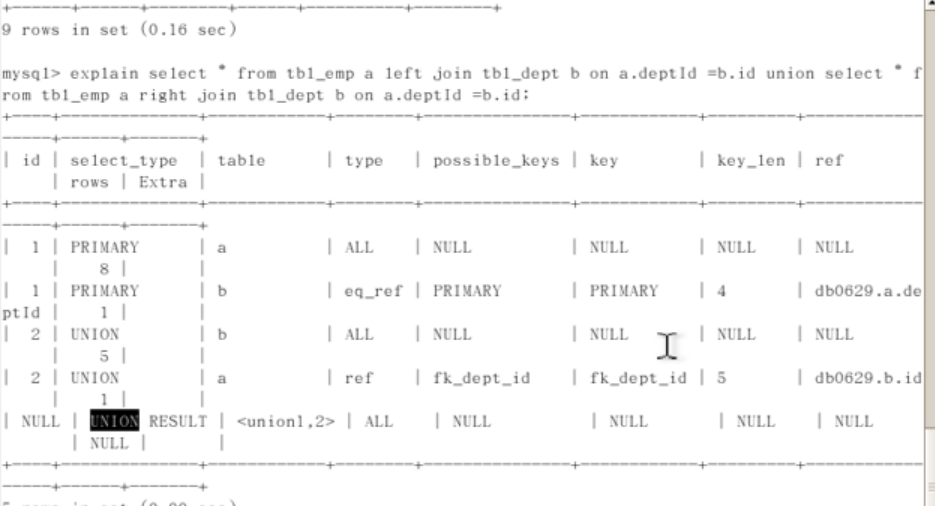 9 rows in set (0.16 sec)
mysql> explain select * from tbl_emp a left join tbl_dept b on a.deptId =b.id union select * f
rom tbl_emp a right join tbl_dept b on a.deptId =b.id;
+----+-------------+------------+--------+---------------+------------+---------+------------
-----+------+-------+
| id | select_type | table | type | possible_keys | key | key_len | ref
| rows | Extra |
+----+-------------+------------+--------+---------------+------------+---------+------------
-----+------+-------+
| 1 | PRIMARY | a | ALL | NULL | NULL | NULL | NULL
| 8 | |
| 1 | PRIMARY | b | eq_ref | PRIMARY | PRIMARY | 4 | db0629.a.de
ptId | 1 | |
| 2 | UNION | b | ALL | NULL | NULL | NULL | NULL
| 5 | |
| 2 | UNION | a | ref | fk_dept_id | fk_dept_id | 5 | db0629.b.id
| 1 | |
| NULL | UNION RESULT | <union1,2> | ALL | NULL | NULL | NULL | NULL
| NULL | |
+----+-------------+------------+--------+---------------+------------+---------+------------
-----+------+-------+